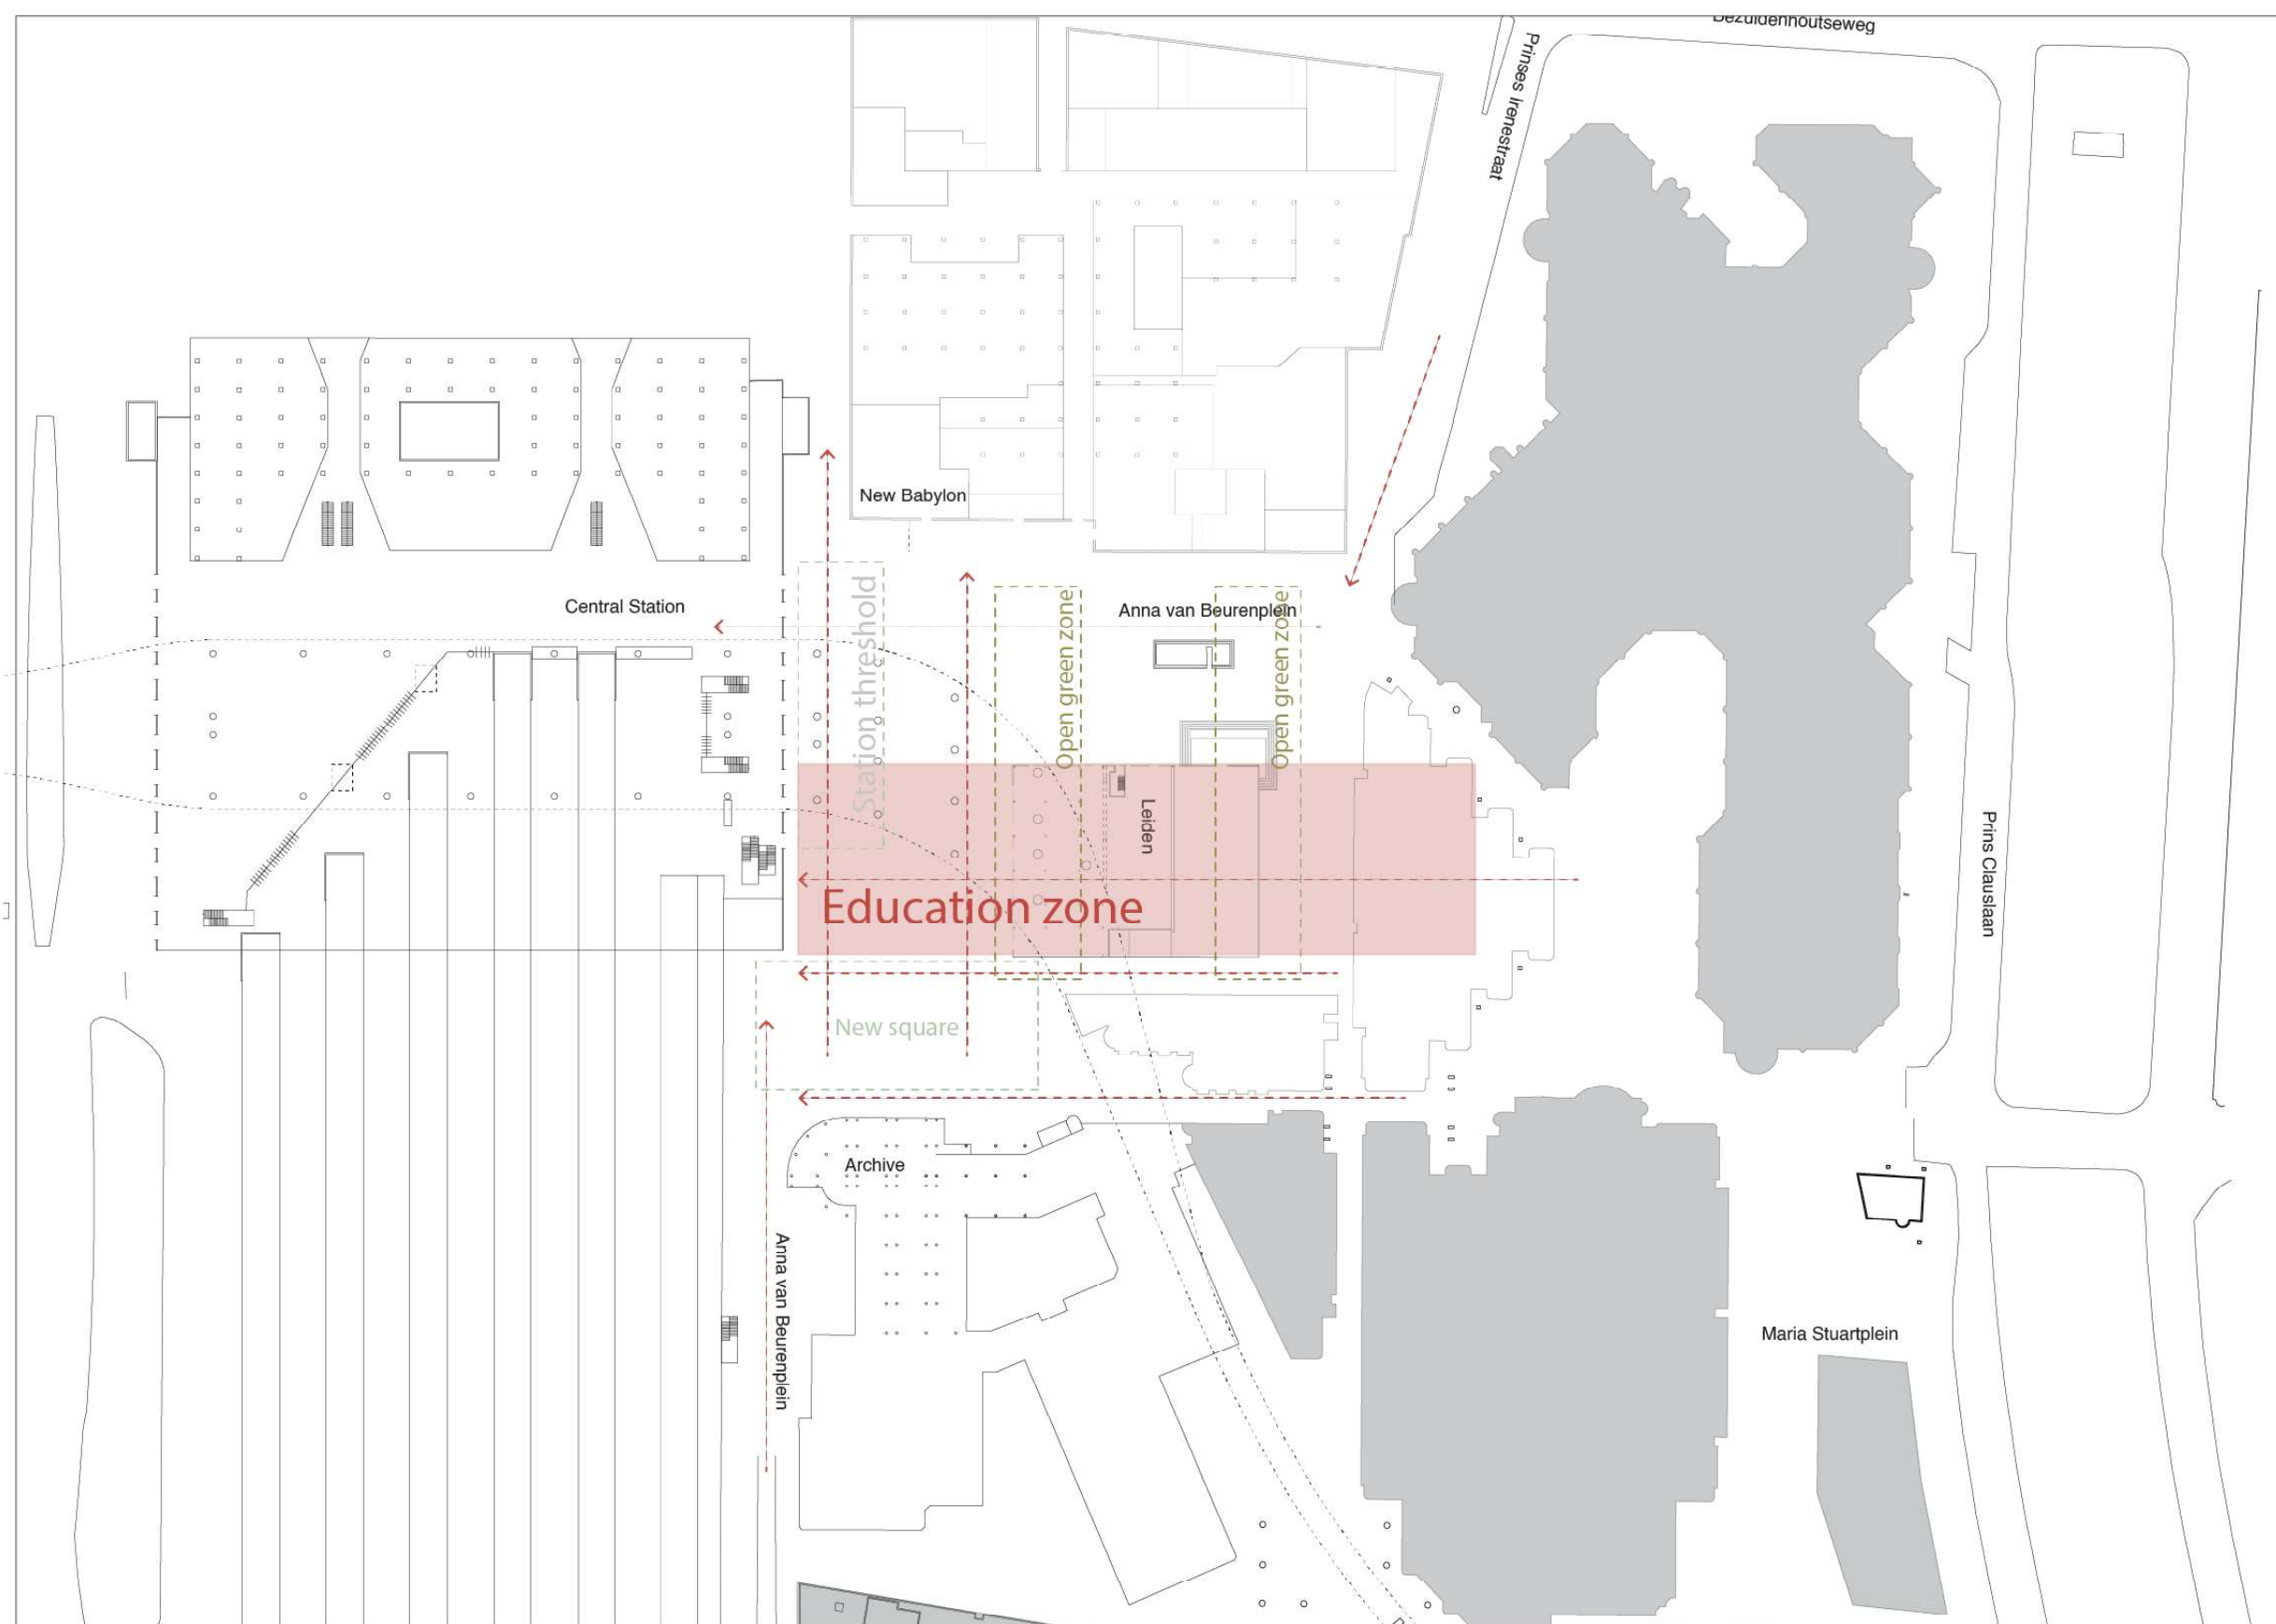 Bezuidenhoutseweg
Prinses Irenestraat
New Babylon
Central Station
Station threshold
Open green zone
Anna van Beurenplein
Open green zone
Leiden
Education zone
Prins Clauslaan
New square
Archive
Anna van Beurenplein
Maria Stuartplein